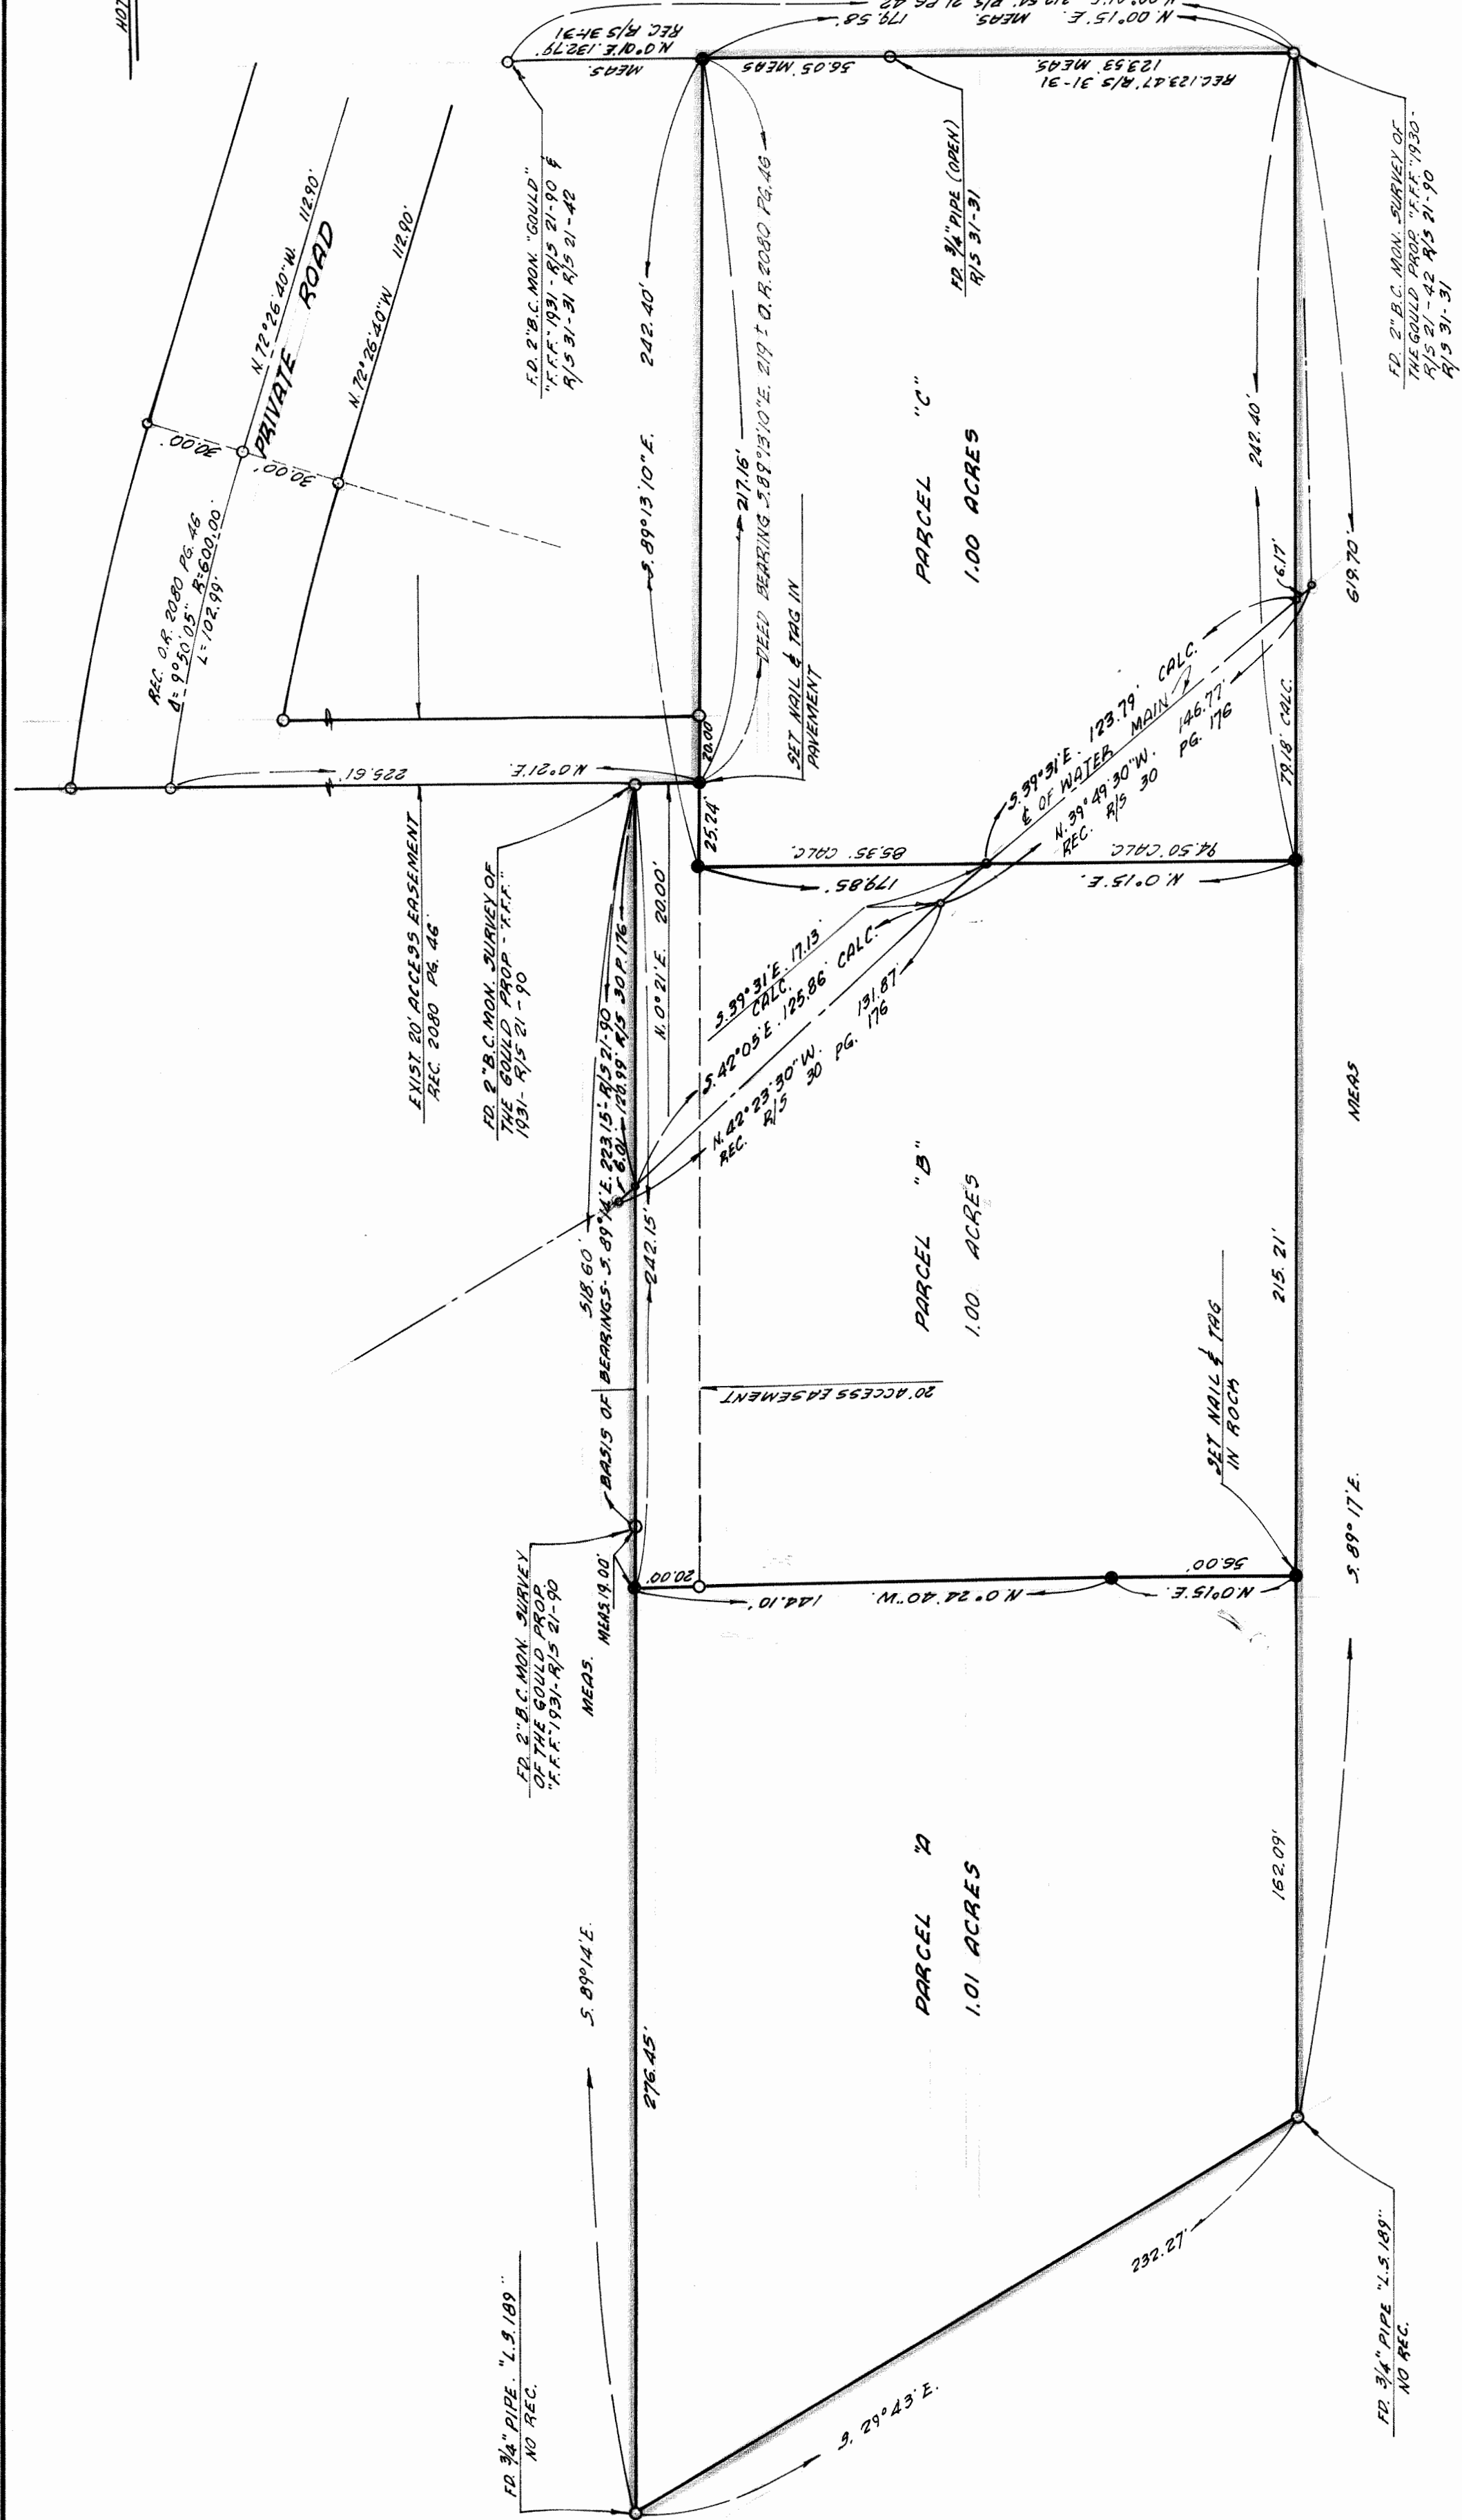 N. 00°15'E. MEAS. 179.58'
N.0°01'E. 132.79'
REC. R/S 31-31
MEAS.
56.05' MEAS
REC. 123.47' R/S 31-31
123.53' MEAS.
N. 72°26'40"W. 112.90'
PRIVATE ROAD
N. 72°26'40"W 112.90'
30.00'
30.00'
REC. O.R. 2080 PG. 46
Δ= 9°50'05" R=600.00'
L=102.99'
F.D. 2" B.C. MON. "GOULD"
"F.F.F." 1931 - R/S 21-90 &
R/S 31-31 R/S 21-42
FD. 3/4" PIPE (OPEN)
R/S 31-31
FD. 2" B.C. MON. SURVEY OF
THE GOULD PROP. "F.F.F." 1930-
R/S 21-42 R/S 21-90
R/S 31-31
S. 89°13'10"E. 242.40'
217.16'
DEED BEARING S.89°13'10"E. 219± O.R. 2080 PG.46
SET NAIL & TAG IN
PAVEMENT
PARCEL "C"
1.00 ACRES
242.40'
6.17'
619.70'
79.18' CALC.
N.0°21'E. 225.61'
20.00'
25.24'
EXIST. 20' ACCESS EASEMENT
REC. 2080 PG. 46
FD. 2" B.C. MON. SURVEY OF
THE GOULD PROP - "F.F.F."
1931- R/S 21-90
S.39°31'E. 123.79' CALC.
℄ OF WATER MAIN
N.39°49'30"W. 146.77'
REC. R/S 30 PG. 176
85.35' CALC.
94.50' CALC.
179.85'
N.0°15'E.
N.0°21'E. 20.00'
S.39°31'E. 17.13'
CALC.
S.42°05'E. 125.86' CALC.
N.42°23'30"W. 131.87'
REC. R/S 30 PG. 176
518.60'
BASIS OF BEARINGS- S.89°14'E. 223.15'- R/S 21-90
6.01'
120.99' R/S 30 P.176
242.15'
PARCEL "B"
1.00 ACRES
20' ACCESS EASEMENT
SET NAIL & TAG
IN ROCK
215.21'
MEAS
FD. 2" B.C. MON. SURVEY
OF THE GOULD PROP.
"F.F.F." 1931- R/S 21-90
MEAS. 19.00'
MEAS.
20.00'
N.0°24'40"W. 144.10'
N.0°15'E.
56.00'
S. 89°17'E.
S. 89°14'E.
276.45'
PARCEL "A
1.01 ACRES
162.09'
FD. 3/4" PIPE. "L.S. 189"
NO REC.
S. 29°43'E.
232.27'
FD. 3/4" PIPE "L.S. 189"
NO REC.